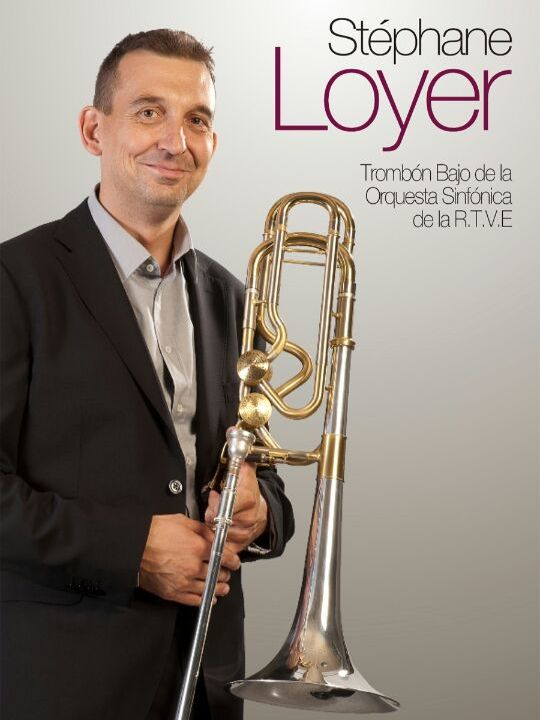 Stéphane
Loyer
Trombón Bajo de la
Orquesta Sinfónica
de la R.T.V.E